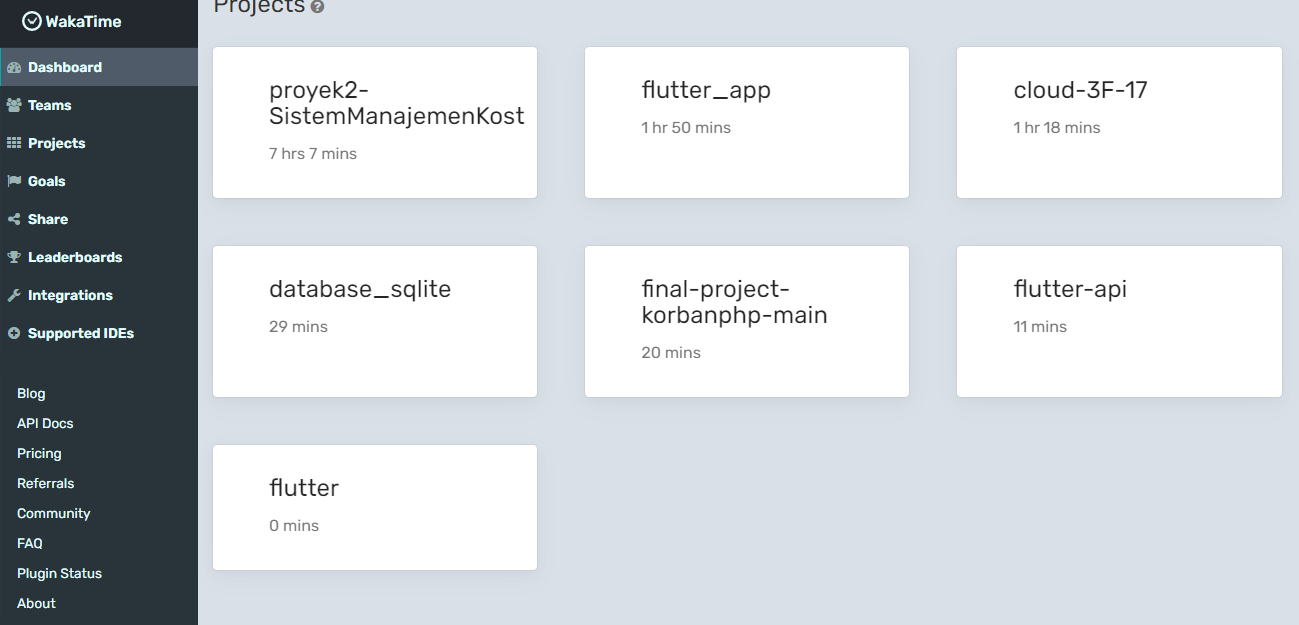 WakaTime
Dashboard
Teams
Projects
Goals
Share
Leaderboards
Integrations
Supported IDEs
Blog
API Docs
Pricing
Referrals
Community
FAQ
Plugin Status
About
Projects ?
proyek2-
SistemManajemenKost
7 hrs 7 mins
flutter_app
1 hr 50 mins
cloud-3F-17
1 hr 18 mins
database_sqlite
29 mins
final-project-
korbanphp-main
20 mins
flutter-api
11 mins
flutter
0 mins